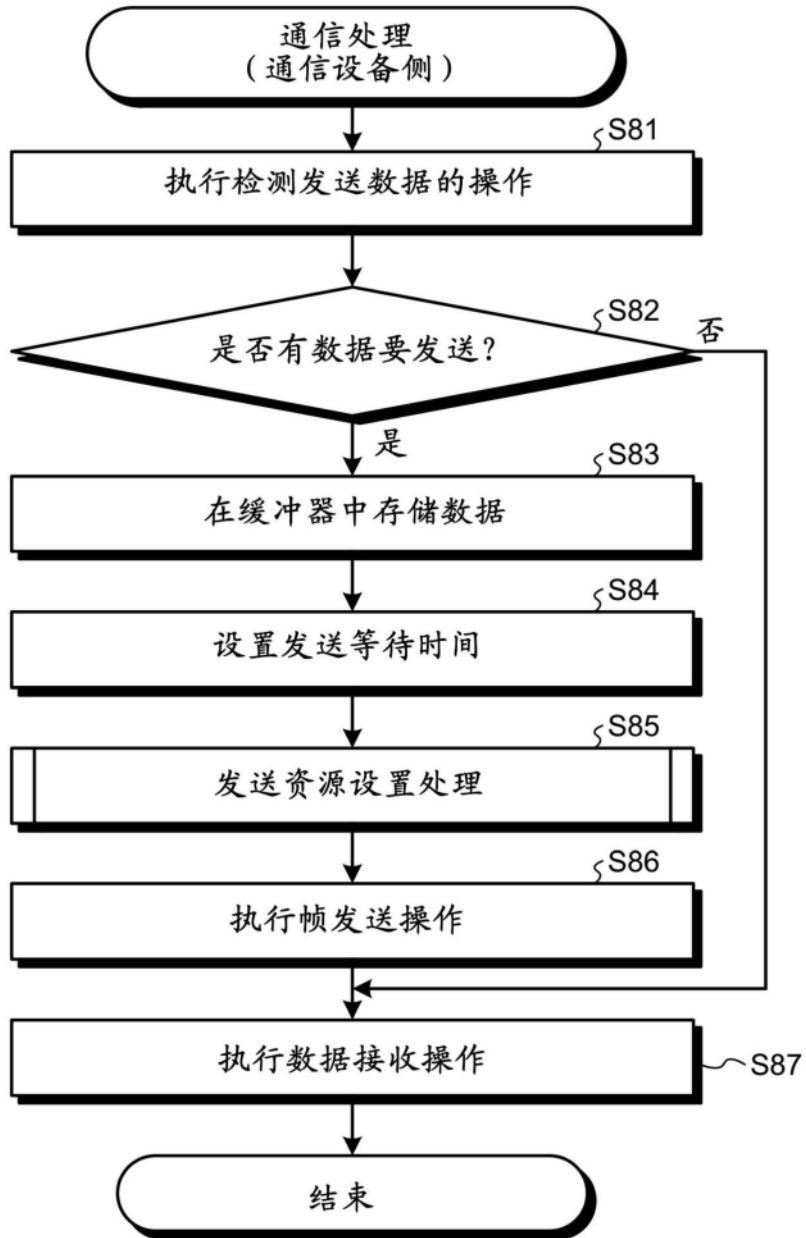 通信处理
(通信设备侧)
S81
执行检测发送数据的操作
S82
是否有数据要发送?
否
是
S83
在缓冲器中存储数据
S84
设置发送等待时间
S85
发送资源设置处理
S86
执行帧发送操作
执行数据接收操作
S87
结束